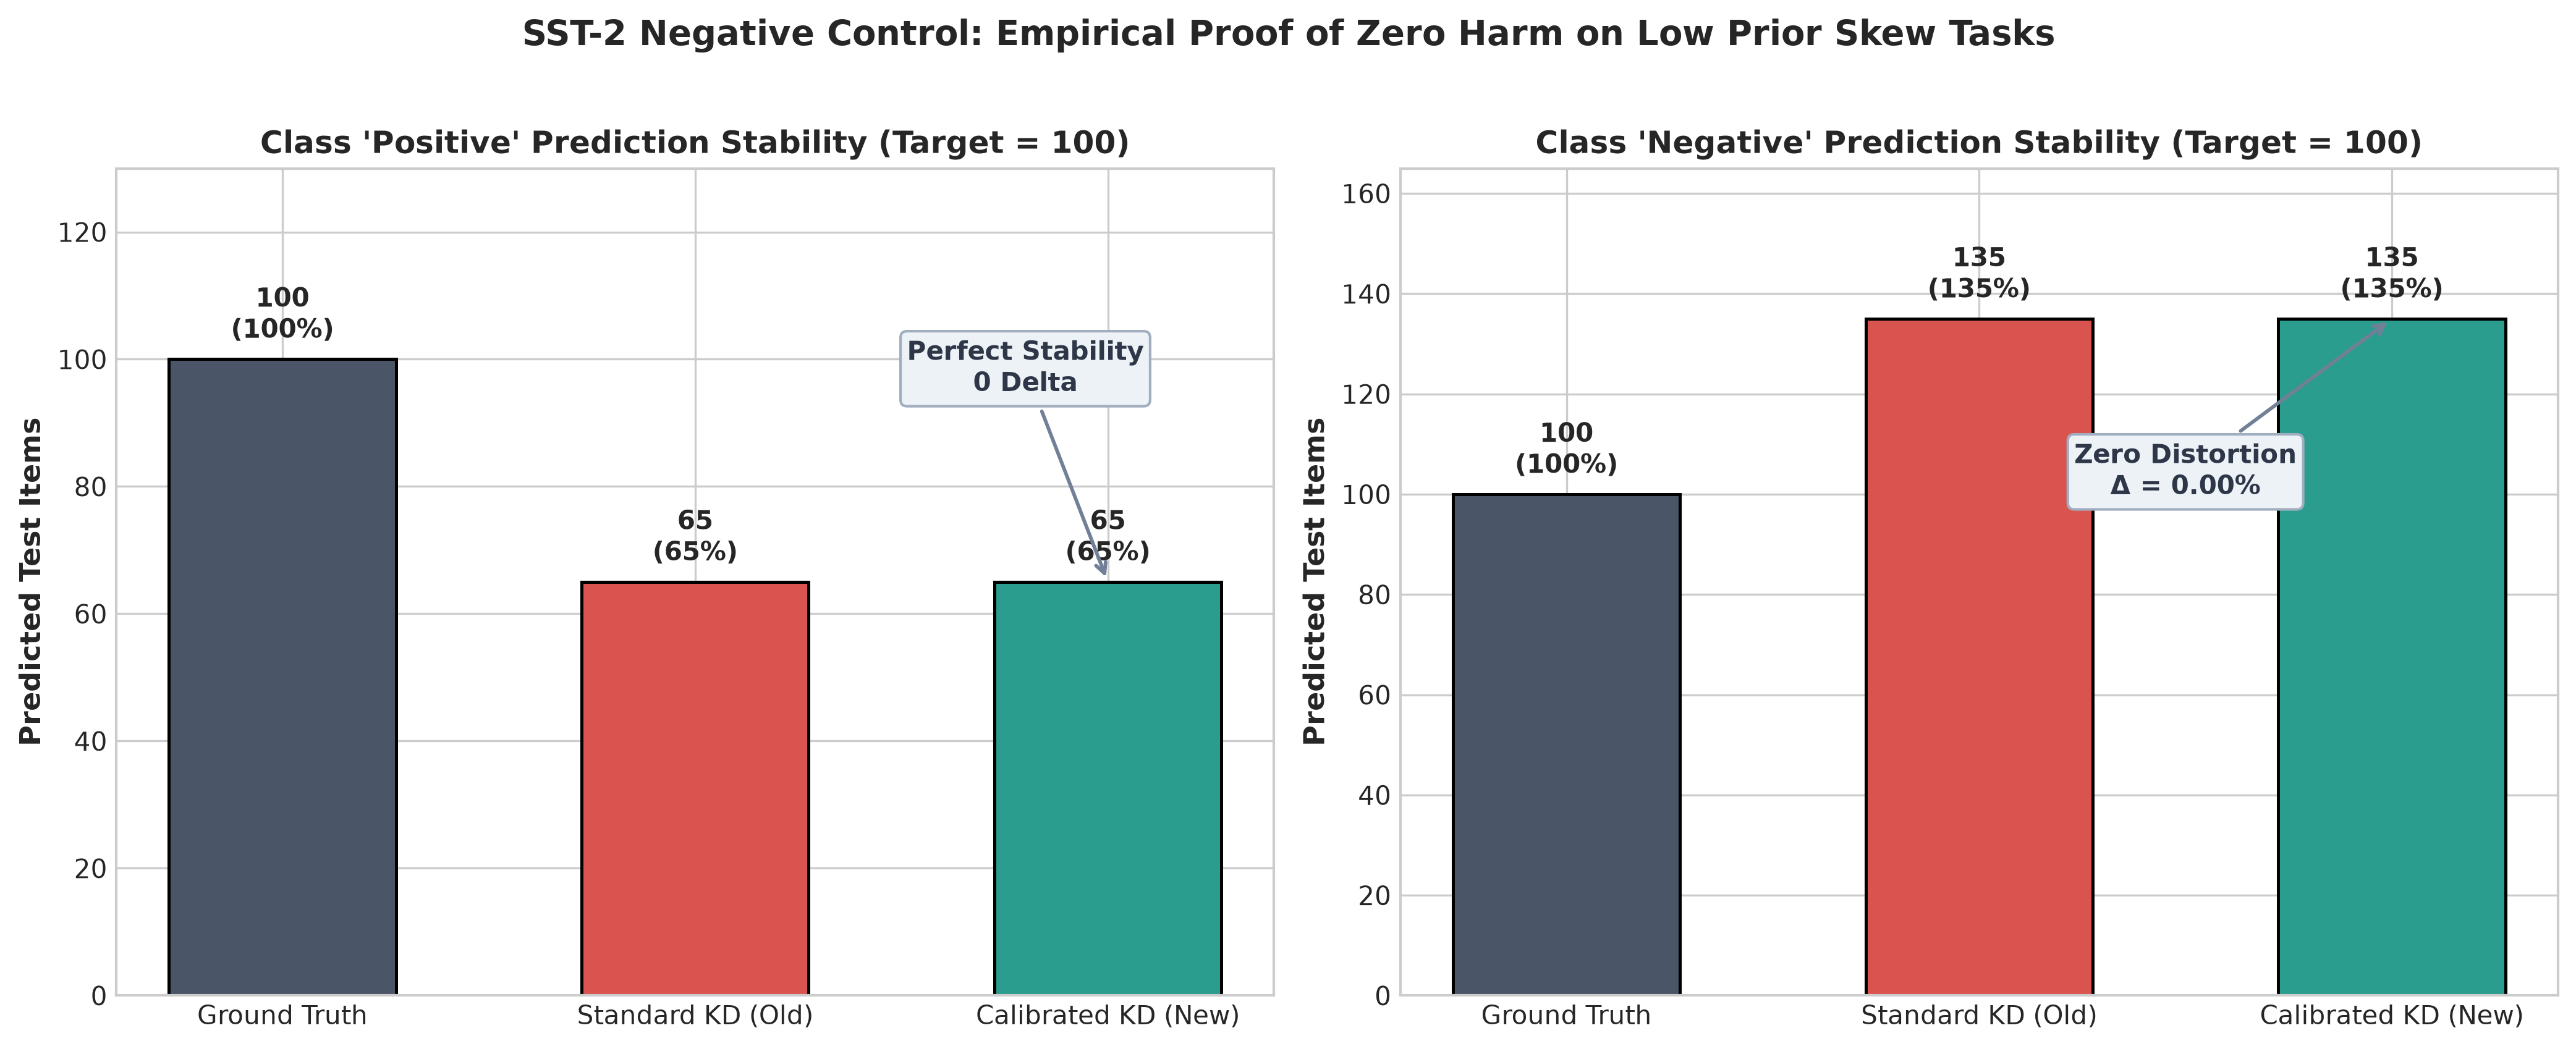 SST-2 Negative Control: Empirical Proof of Zero Harm on Low Prior Skew Tasks
Class 'Positive' Prediction Stability (Target = 100)
Predicted Test Items
120
100
80
60
40
20
0
100
(100%)
65
(65%)
65
(65%)
Perfect Stability
0 Delta
Ground Truth
Standard KD (Old)
Calibrated KD (New)
Class 'Negative' Prediction Stability (Target = 100)
Predicted Test Items
160
140
120
100
80
60
40
20
0
100
(100%)
135
(135%)
135
(135%)
Zero Distortion
Δ = 0.00%
Ground Truth
Standard KD (Old)
Calibrated KD (New)